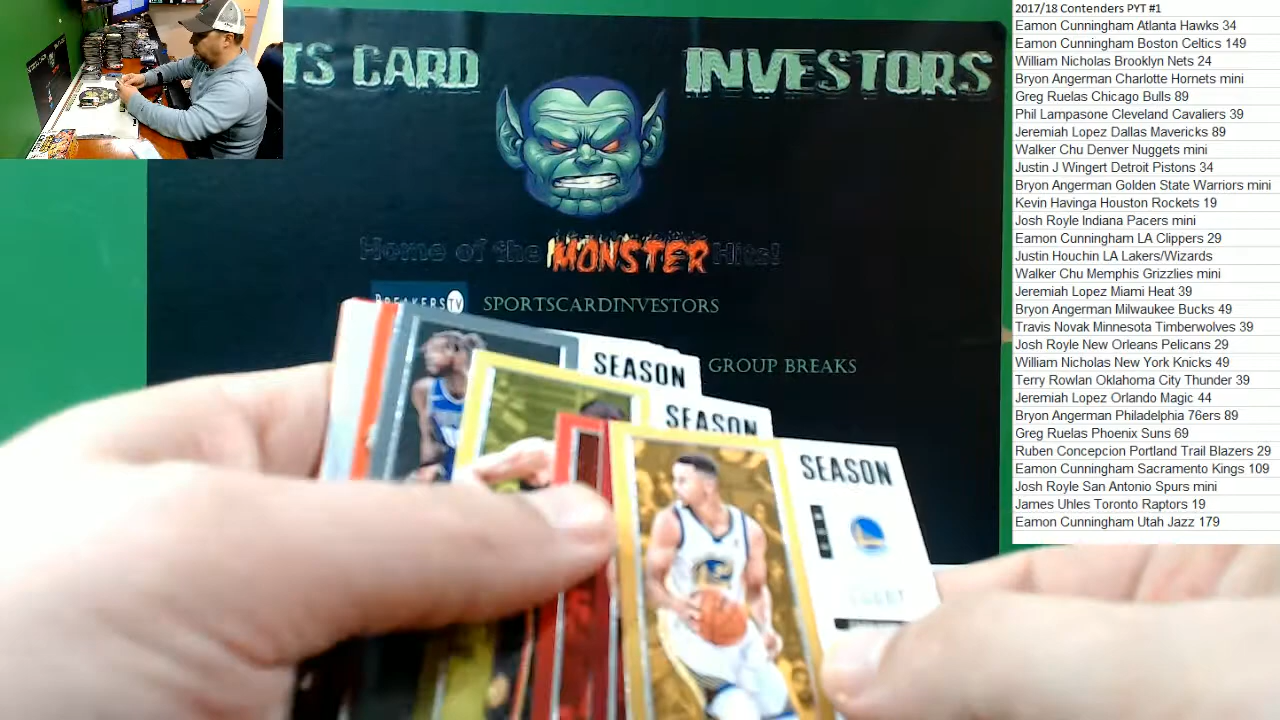 TS CARD INVESTORS
Home of the MONSTER Hits!
BREAKERSTV SPORTSCARDINVESTORS
GROUP BREAKS
SEASON
SEASON
SEASON
2017/18 Contenders PYT #1
Eamon Cunningham Atlanta Hawks 34
Eamon Cunningham Boston Celtics 149
William Nicholas Brooklyn Nets 24
Bryon Angerman Charlotte Hornets mini
Greg Ruelas Chicago Bulls 89
Phil Lampasone Cleveland Cavaliers 39
Jeremiah Lopez Dallas Mavericks 89
Walker Chu Denver Nuggets mini
Justin J Wingert Detroit Pistons 34
Bryon Angerman Golden State Warriors mini
Kevin Havinga Houston Rockets 19
Josh Royle Indiana Pacers mini
Eamon Cunningham LA Clippers 29
Justin Houchin LA Lakers/Wizards
Walker Chu Memphis Grizzlies mini
Jeremiah Lopez Miami Heat 39
Bryon Angerman Milwaukee Bucks 49
Travis Novak Minnesota Timberwolves 39
Josh Royle New Orleans Pelicans 29
William Nicholas New York Knicks 49
Terry Rowlan Oklahoma City Thunder 39
Jeremiah Lopez Orlando Magic 44
Bryon Angerman Philadelphia 76ers 89
Greg Ruelas Phoenix Suns 69
Ruben Concepcion Portland Trail Blazers 29
Eamon Cunningham Sacramento Kings 109
Josh Royle San Antonio Spurs mini
James Uhles Toronto Raptors 19
Eamon Cunningham Utah Jazz 179